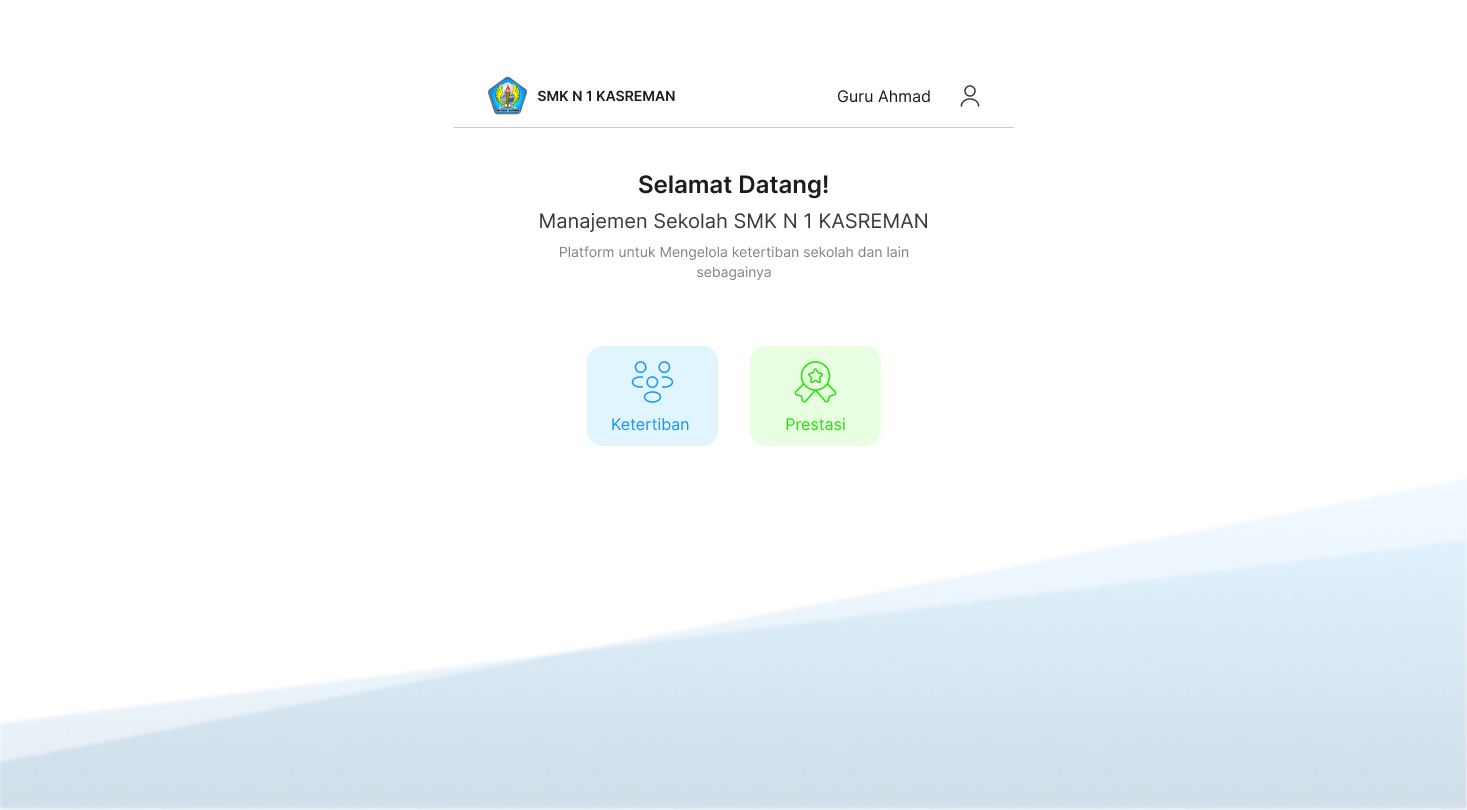 SMK N 1 KASREMAN
Guru Ahmad
Selamat Datang!
Manajemen Sekolah SMK N 1 KASREMAN
Platform untuk Mengelola ketertiban sekolah dan lain
sebagainya
Ketertiban
Prestasi